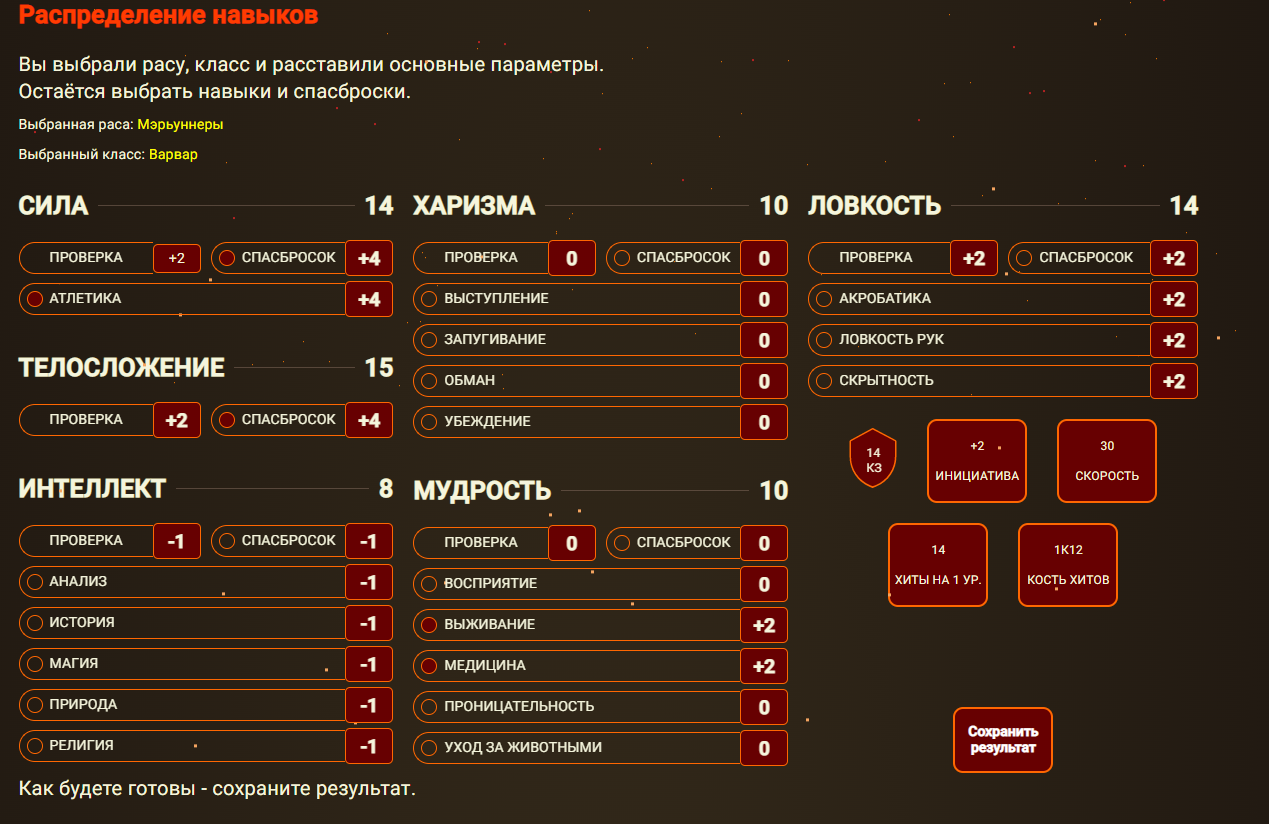 Распределение навыков
Вы выбрали расу, класс и расставили основные параметры.
Остаётся выбрать навыки и спасброски.
Выбранная раса: Мэрьуннеры
Выбранный класс: Варвар
СИЛА 14
ПРОВЕРКА +2 СПАСБРОСОК +4
АТЛЕТИКА +4
ТЕЛОСЛОЖЕНИЕ 15
ПРОВЕРКА +2 СПАСБРОСОК +4
ИНТЕЛЛЕКТ 8
ПРОВЕРКА -1 СПАСБРОСОК -1
АНАЛИЗ -1
ИСТОРИЯ -1
МАГИЯ -1
ПРИРОДА -1
РЕЛИГИЯ -1
ХАРИЗМА 10
ПРОВЕРКА 0 СПАСБРОСОК 0
ВЫСТУПЛЕНИЕ 0
ЗАПУГИВАНИЕ 0
ОБМАН 0
УБЕЖДЕНИЕ 0
МУДРОСТЬ 10
ПРОВЕРКА 0 СПАСБРОСОК 0
ВОСПРИЯТИЕ 0
ВЫЖИВАНИЕ +2
МЕДИЦИНА +2
ПРОНИЦАТЕЛЬНОСТЬ 0
УХОД ЗА ЖИВОТНЫМИ 0
ЛОВКОСТЬ 14
ПРОВЕРКА +2 СПАСБРОСОК +2
АКРОБАТИКА +2
ЛОВКОСТЬ РУК +2
СКРЫТНОСТЬ +2
14
КЗ
+2
ИНИЦИАТИВА
30
СКОРОСТЬ
14
ХИТЫ НА 1 УР.
1К12
КОСТЬ ХИТОВ
Сохранить
результат
Как будете готовы - сохраните результат.